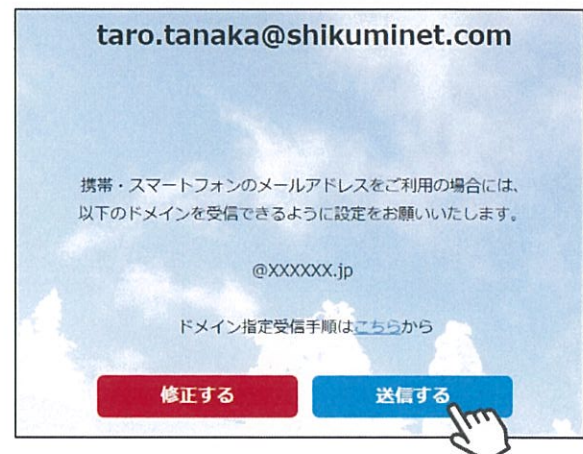 taro.tanaka@shikuminet.com
携帯・スマートフォンのメールアドレスをご利用の場合には、
以下のドメインを受信できるように設定をお願いいたします。
@XXXXXX.jp
ドメイン指定受信手順はこちらから
修正する
送信する